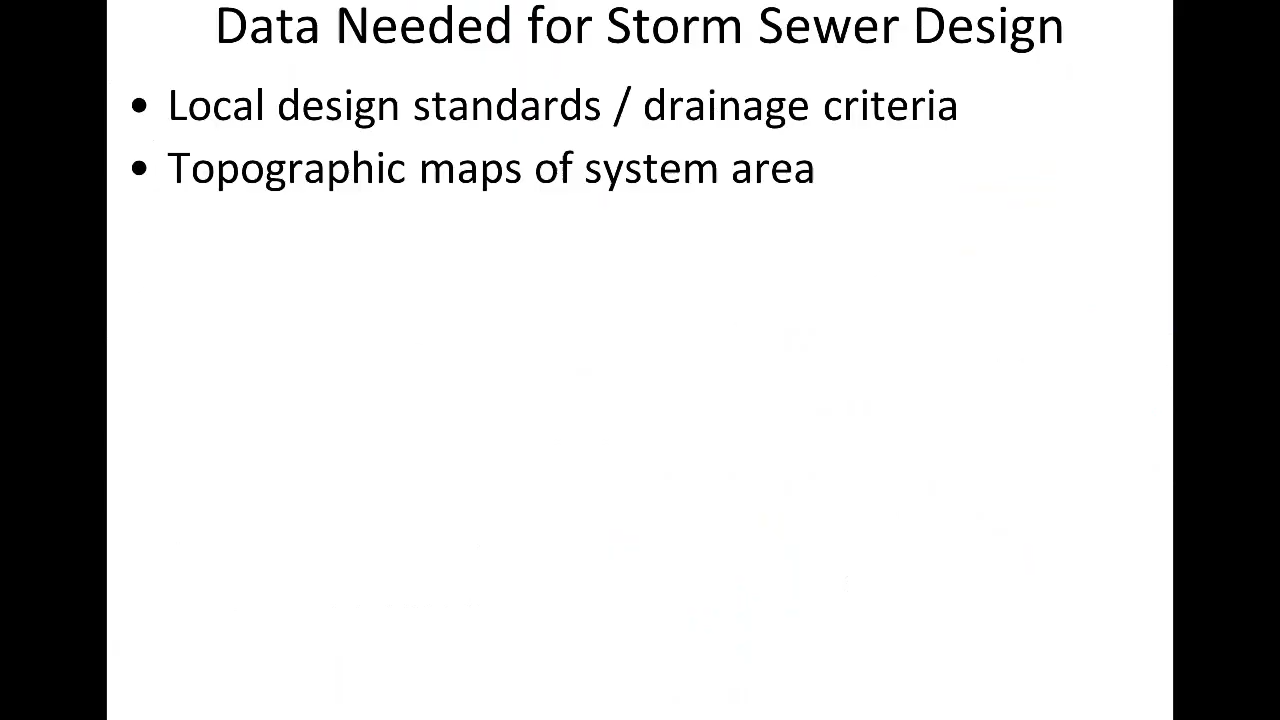 Data Needed for Storm Sewer Design
• Local design standards / drainage criteria
• Topographic maps of system area